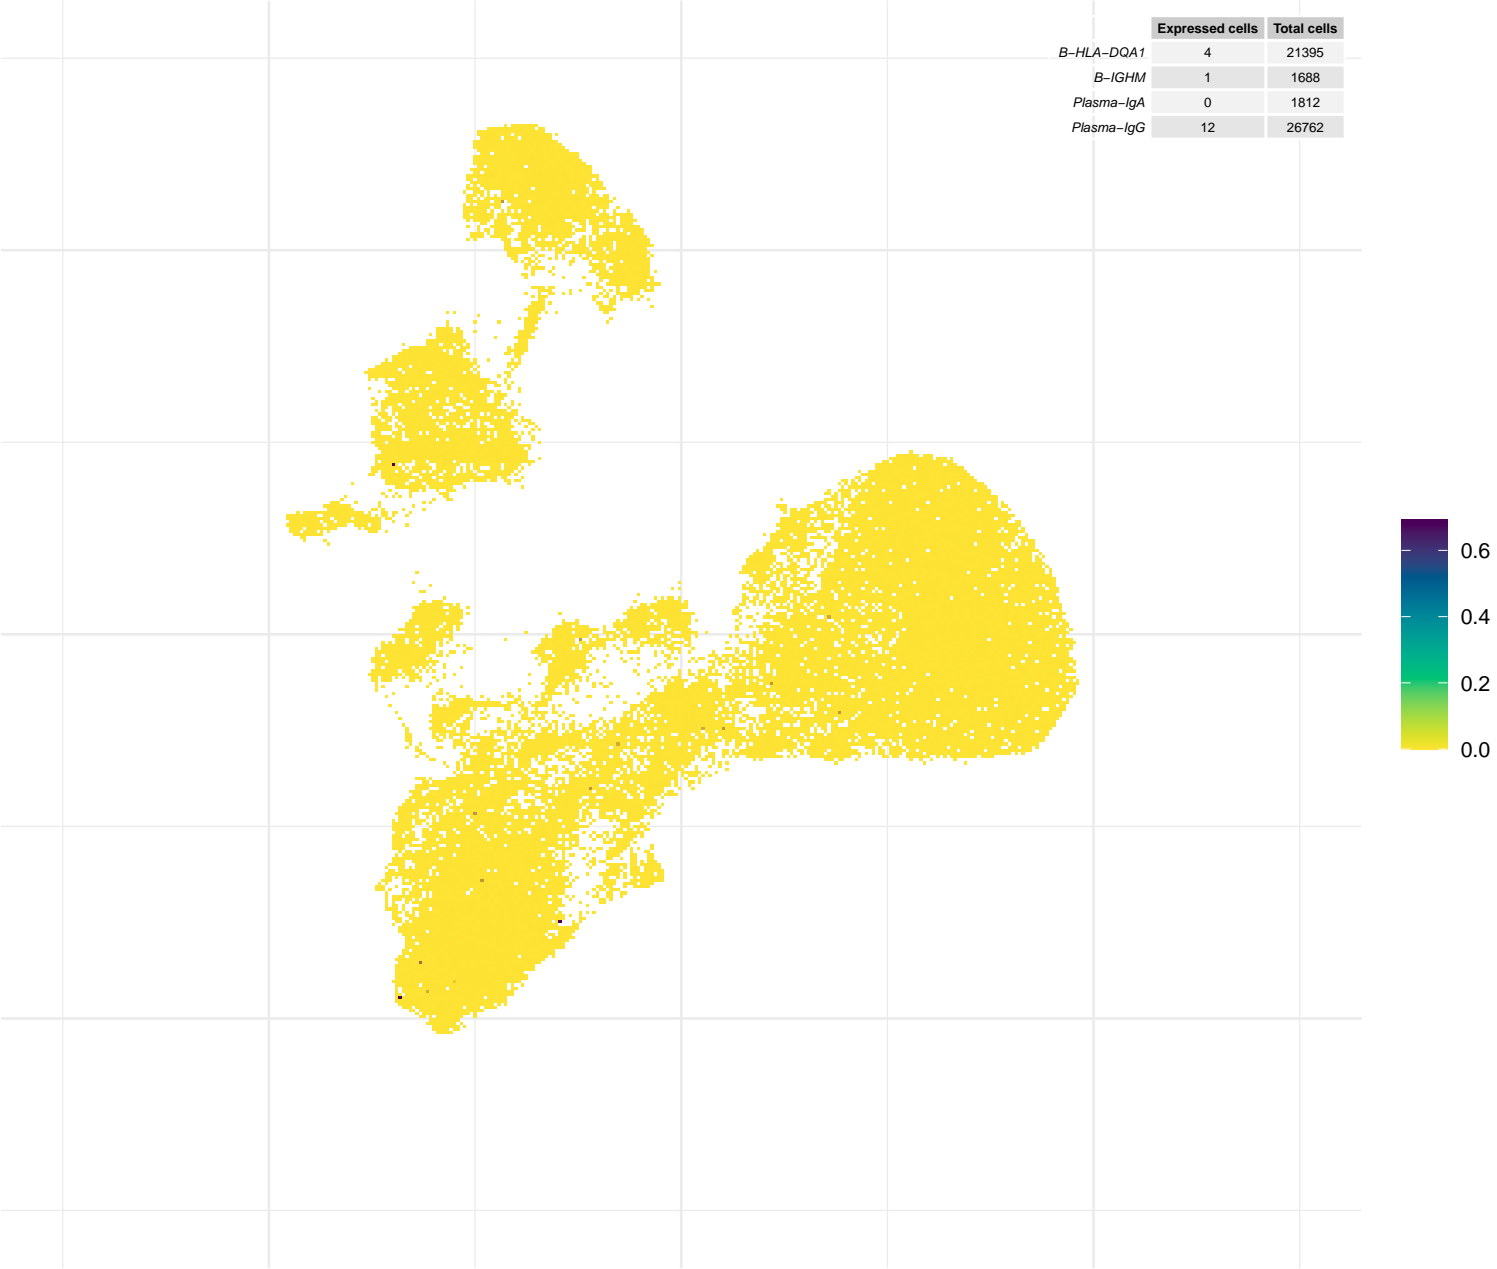 Expressed cells Total cells
B−HLA−DQA1 4 21395
B−IGHM 1 1688
Plasma−IgA 0 1812
Plasma−IgG 12 26762
0.6
0.4
0.2
0.0